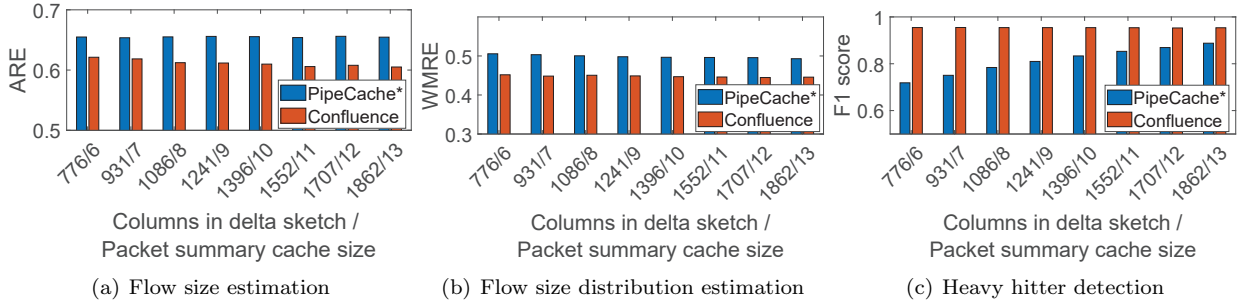 ARE
0.7
0.6
0.5
PipeCache*
Confluence
776/6
931/7
1086/8
1241/9
1396/10
1552/11
1707/12
1862/13
Columns in delta sketch /
Packet summary cache size
(a) Flow size estimation
WMRE
0.5
0.4
0.3
PipeCache*
Confluence
776/6
931/7
1086/8
1241/9
1396/10
1552/11
1707/12
1862/13
Columns in delta sketch /
Packet summary cache size
(b) Flow size distribution estimation
F1 score
1
0.8
0.6
PipeCache*
Confluence
776/6
931/7
1086/8
1241/9
1396/10
1552/11
1707/12
1862/13
Columns in delta sketch /
Packet summary cache size
(c) Heavy hitter detection